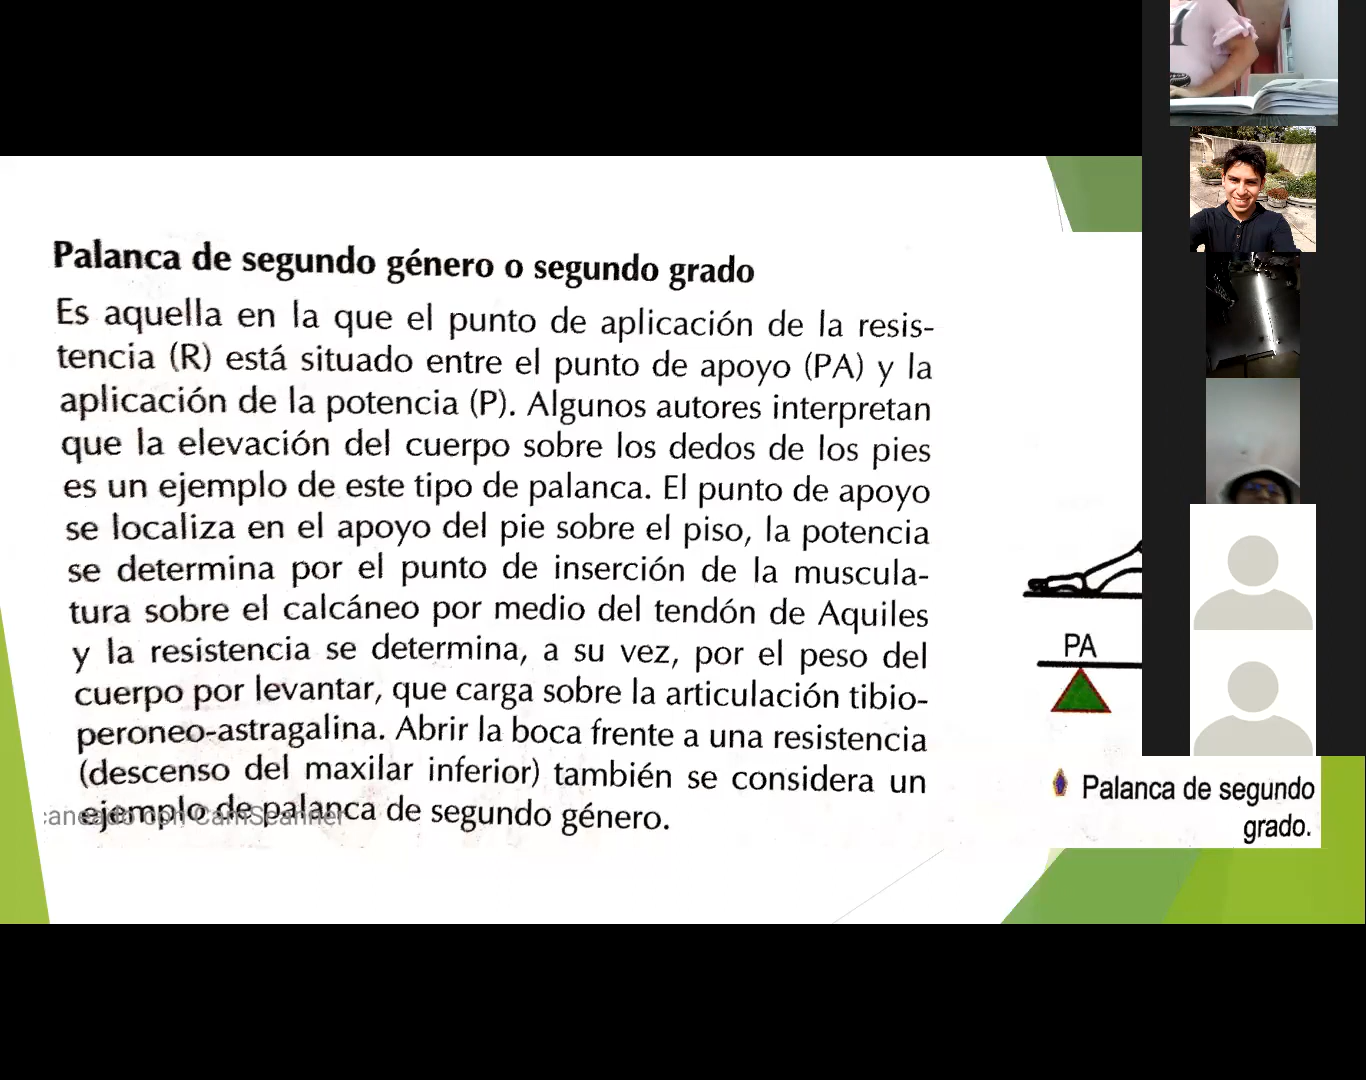 Palanca de segundo género o segundo grado
Es aquella en la que el punto de aplicación de la resis-
tencia (R) está situado entre el punto de apoyo (PA) y la
aplicación de la potencia (P). Algunos autores interpretan
que la elevación del cuerpo sobre los dedos de los pies
es un ejemplo de este tipo de palanca. El punto de apoyo
se localiza en el apoyo del pie sobre el piso, la potencia
se determina por el punto de inserción de la muscula-
tura sobre el calcáneo por medio del tendón de Aquiles
y la resistencia se determina, a su vez, por el peso del
cuerpo por levantar, que carga sobre la articulación tibio-
peroneo-astragalina. Abrir la boca frente a una resistencia
(descenso del maxilar inferior) también se considera un
ejemplo de palanca de segundo género.
PA
Palanca de segundo
grado.